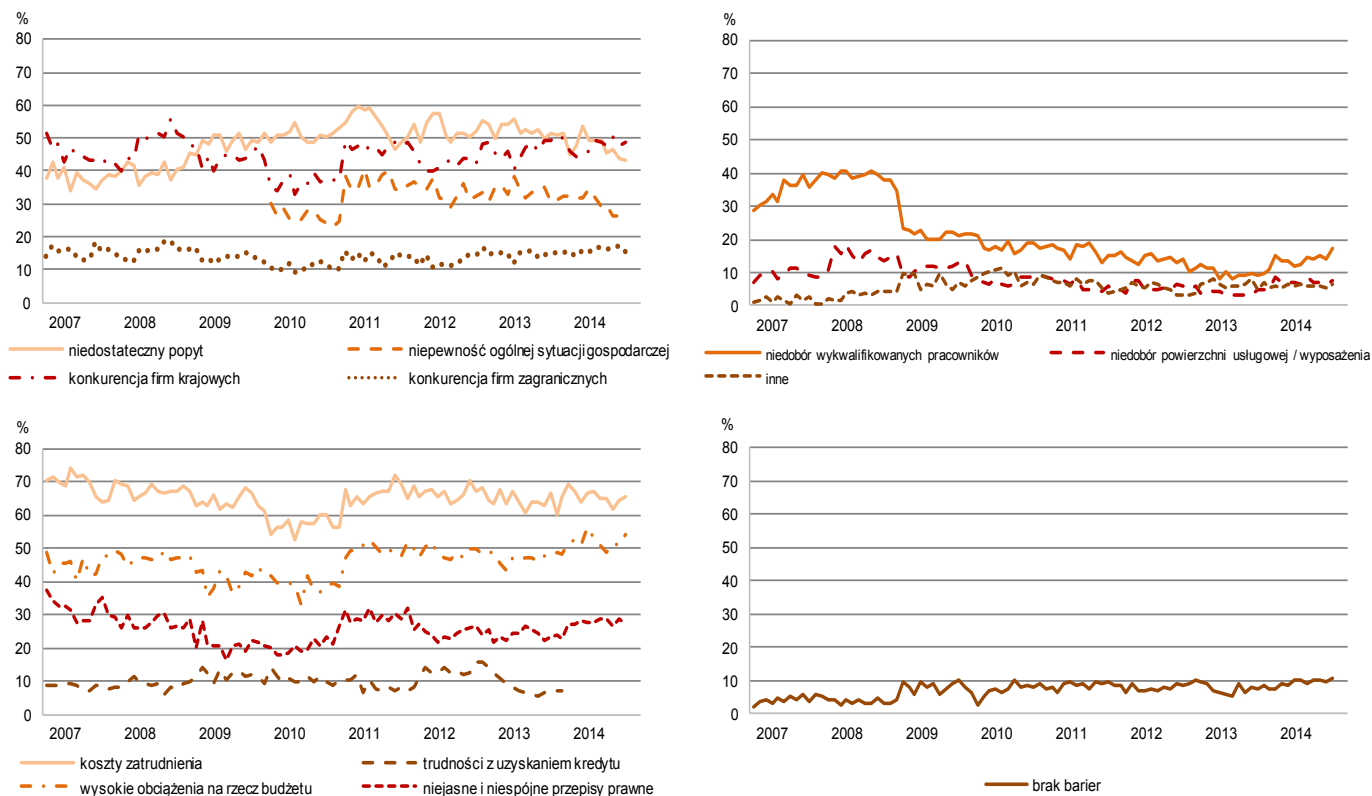 %
80
70
60
50
40
30
20
10
0
2007 2008 2009 2010 2011 2012 2013 2014
niedostateczny popyt
niepewność ogólnej sytuacji gospodarczej
konkurencja firm krajowych
konkurencja firm zagranicznych
%
80
70
60
50
40
30
20
10
0
2007 2008 2009 2010 2011 2012 2013 2014
niedobór wykwalifikowanych pracowników
niedobór powierzchni usługowej / wyposażenia
inne
%
80
70
60
50
40
30
20
10
0
2007 2008 2009 2010 2011 2012 2013 2014
koszty zatrudnienia
trudności z uzyskaniem kredytu
wysokie obciążenia na rzecz budżetu
niejasne i niespójne przepisy prawne
%
80
70
60
50
40
30
20
10
0
2007 2008 2009 2010 2011 2012 2013 2014
brak barier